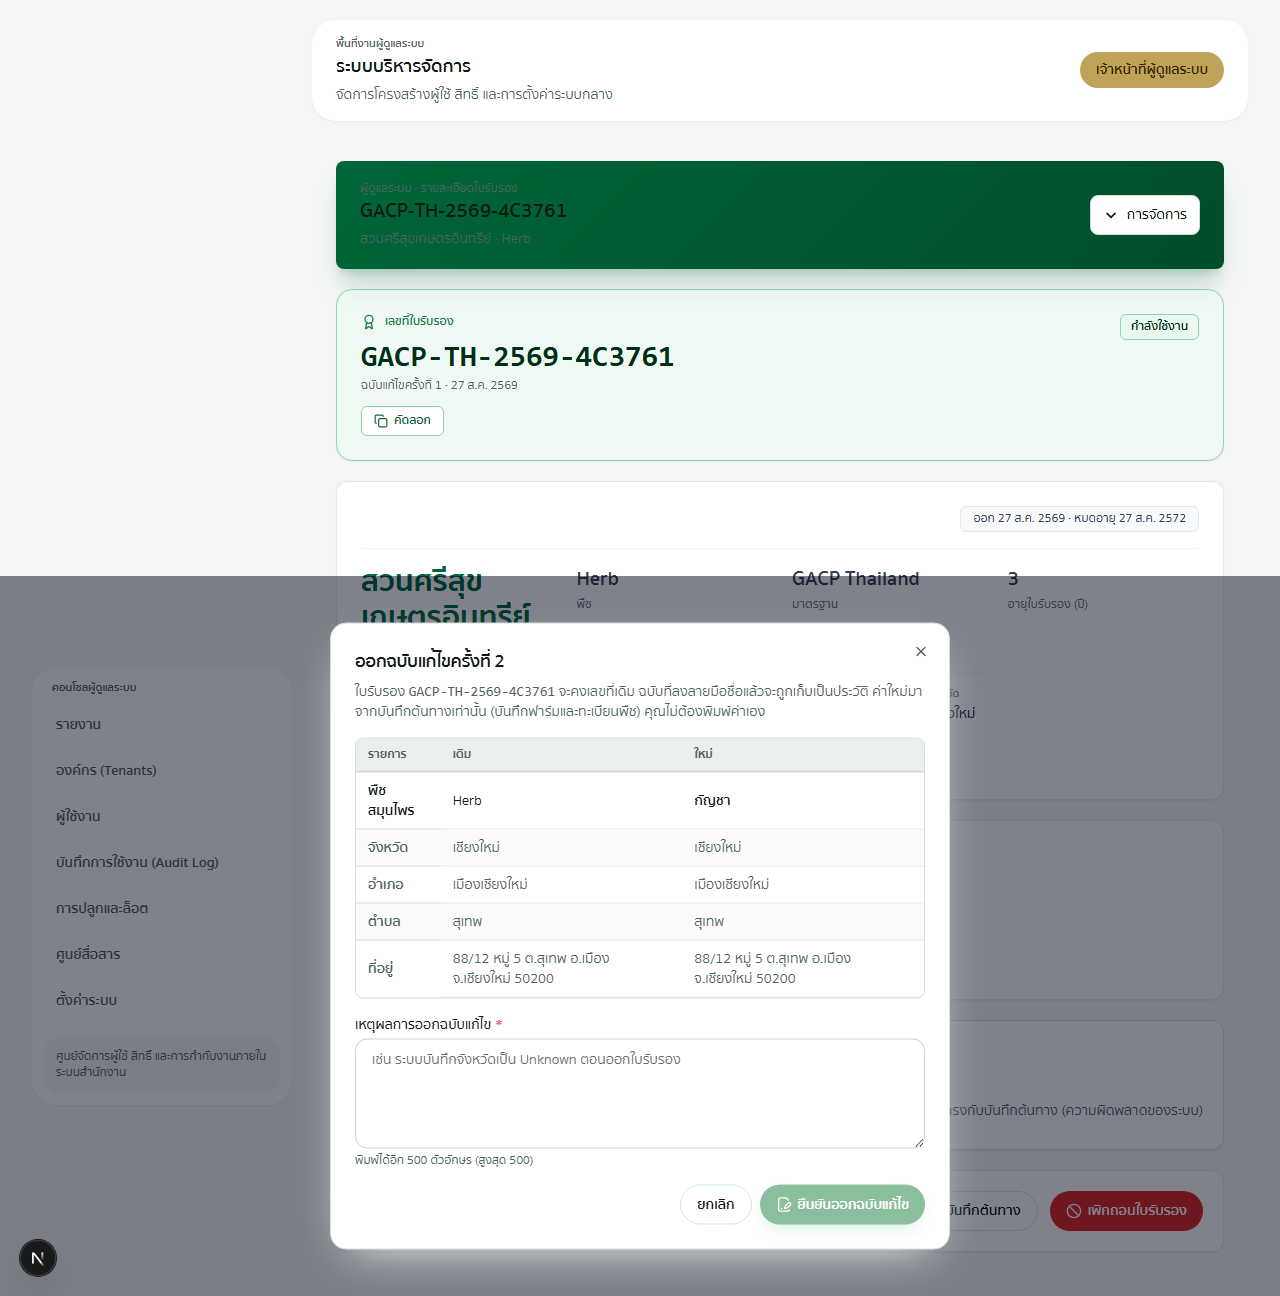 พื้นที่งานผู้ดูแลระบบ
ระบบบริหารจัดการ
จัดการโครงสร้างผู้ใช้ สิทธิ์ และการตั้งค่าระบบกลาง
เจ้าหน้าที่ผู้ดูแลระบบ
ผู้ดูแลระบบ · รายละเอียดใบรับรอง
GACP-TH-2569-4C3761
สวนศรีสุขเกษตรอินทรีย์ · Herb
การจัดการ
เลขที่ใบรับรอง
กำลังใช้งาน
GACP-TH-2569-4C3761
ฉบับแก้ไขครั้งที่ 1 · 27 ส.ค. 2569
คัดลอก
ออก 27 ส.ค. 2569 · หมดอายุ 27 ส.ค. 2572
สวนศรีสุข
เกษตรอินทรีย์
Herb
พืช
GACP Thailand
มาตรฐาน
3
อายุใบรับรอง (ปี)
คอนโซลผู้ดูแลระบบ
รายงาน
องค์กร (Tenants)
ผู้ใช้งาน
บันทึกการใช้งาน (Audit Log)
การปลูกและล็อต
ศูนย์สื่อสาร
ตั้งค่าระบบ
ศูนย์จัดการผู้ใช้ สิทธิ์ และการกำกับงานภายใน
ระบบสำนักงาน
ออกฉบับแก้ไขครั้งที่ 2
ใบรับรอง GACP-TH-2569-4C3761 จะคงเลขที่เดิม ฉบับที่ลงลายมือชื่อแล้วจะถูกเก็บเป็นประวัติ ค่าใหม่มา
จากบันทึกต้นทางเท่านั้น (บันทึกฟาร์มและทะเบียนพืช) คุณไม่ต้องพิมพ์ค่าเอง
รายการ เดิม ใหม่
พืช
สมุนไพร Herb กัญชา
จังหวัด เชียงใหม่ เชียงใหม่
อำเภอ เมืองเชียงใหม่ เมืองเชียงใหม่
ตำบล สุเทพ สุเทพ
ที่อยู่ 88/12 หมู่ 5 ต.สุเทพ อ.เมือง 88/12 หมู่ 5 ต.สุเทพ อ.เมือง
จ.เชียงใหม่ 50200 จ.เชียงใหม่ 50200
เหตุผลการออกฉบับแก้ไข *
เช่น ระบบบันทึกจังหวัดเป็น Unknown ตอนออกใบรับรอง
พิมพ์ได้อีก 500 ตัวอักษร (สูงสุด 500)
ยกเลิก
ยืนยันออกฉบับแก้ไข
รงกับบันทึกต้นทาง (ความผิดพลาดของระบบ)
บันทึกต้นทาง
เพิกถอนใบรับรอง
N